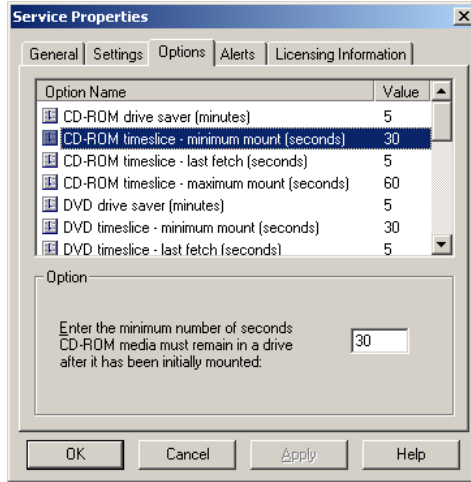 Service Properties
General Settings Options Alerts Licensing Information
Option Name Value
CD-ROM drive saver (minutes) 5
CD-ROM timeslice - minimum mount (seconds) 30
CD-ROM timeslice - last fetch (seconds) 5
CD-ROM timeslice - maximum mount (seconds) 60
DVD drive saver (minutes) 5
DVD timeslice - minimum mount (seconds) 30
DVD timeslice - last fetch (seconds) 5
Option
Enter the minimum number of seconds
CD-ROM media must remain in a drive 30
after it has been initially mounted:
OK Cancel Apply Help